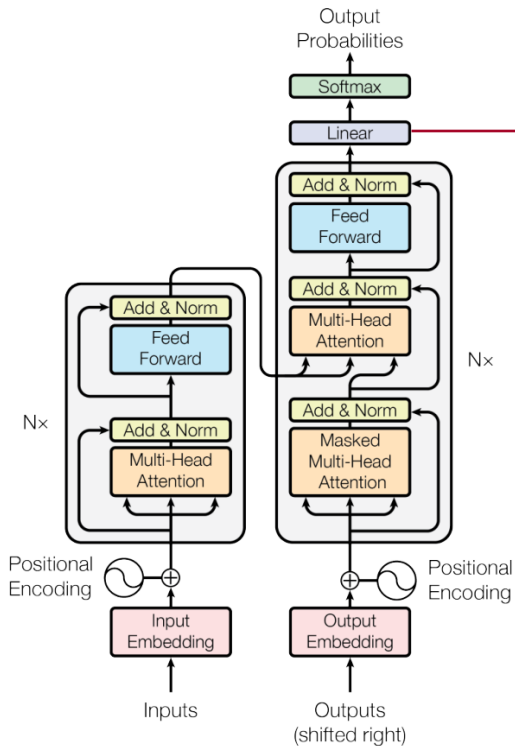 Output
Probabilities
Softmax
Linear
Add & Norm
Feed
Forward
Add & Norm
Multi-Head
Attention
N×
Add & Norm
Masked
Multi-Head
Attention
Positional
Encoding
Output
Embedding
Outputs
(shifted right)
Add & Norm
Feed
Forward
N×
Add & Norm
Multi-Head
Attention
Positional
Encoding
Input
Embedding
Inputs